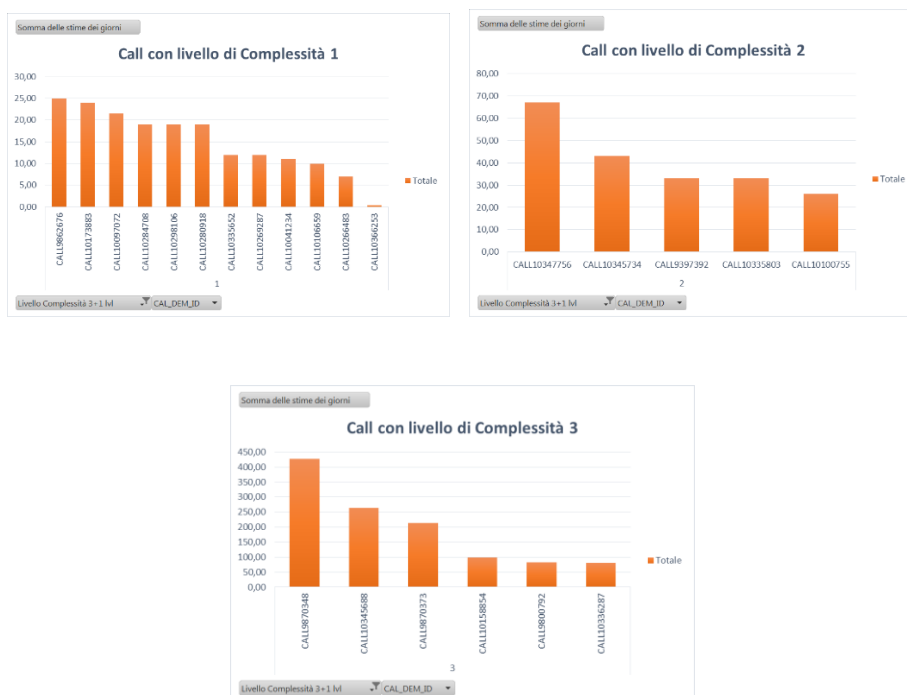 Somma delle stime dei giorni
Call con livello di Complessità 1
30,00
25,00
20,00
15,00
10,00
5,00
0,00
CALL9862676
CALL10173883
CALL10097072
CALL10284708
CALL10298106
CALL10280918
CALL10335652
CALL10269287
CALL10041234
CALL10106659
CALL10266483
CALL10366253
1
Totale
Livello Complessità 3+1 lvl CAL_DEM_ID
Somma delle stime dei giorni
Call con livello di Complessità 2
80,00
70,00
60,00
50,00
40,00
30,00
20,00
10,00
0,00
CALL10347756 CALL10345734 CALL9397392 CALL10335803 CALL10100755
2
Totale
Livello Complessità 3+1 lvl CAL_DEM_ID
Somma delle stime dei giorni
Call con livello di Complessità 3
450,00
400,00
350,00
300,00
250,00
200,00
150,00
100,00
50,00
0,00
CALL9870348
CALL10345688
CALL9870373
CALL10158854
CALL9800792
CALL10336287
3
Totale
Livello Complessità 3+1 lvl CAL_DEM_ID